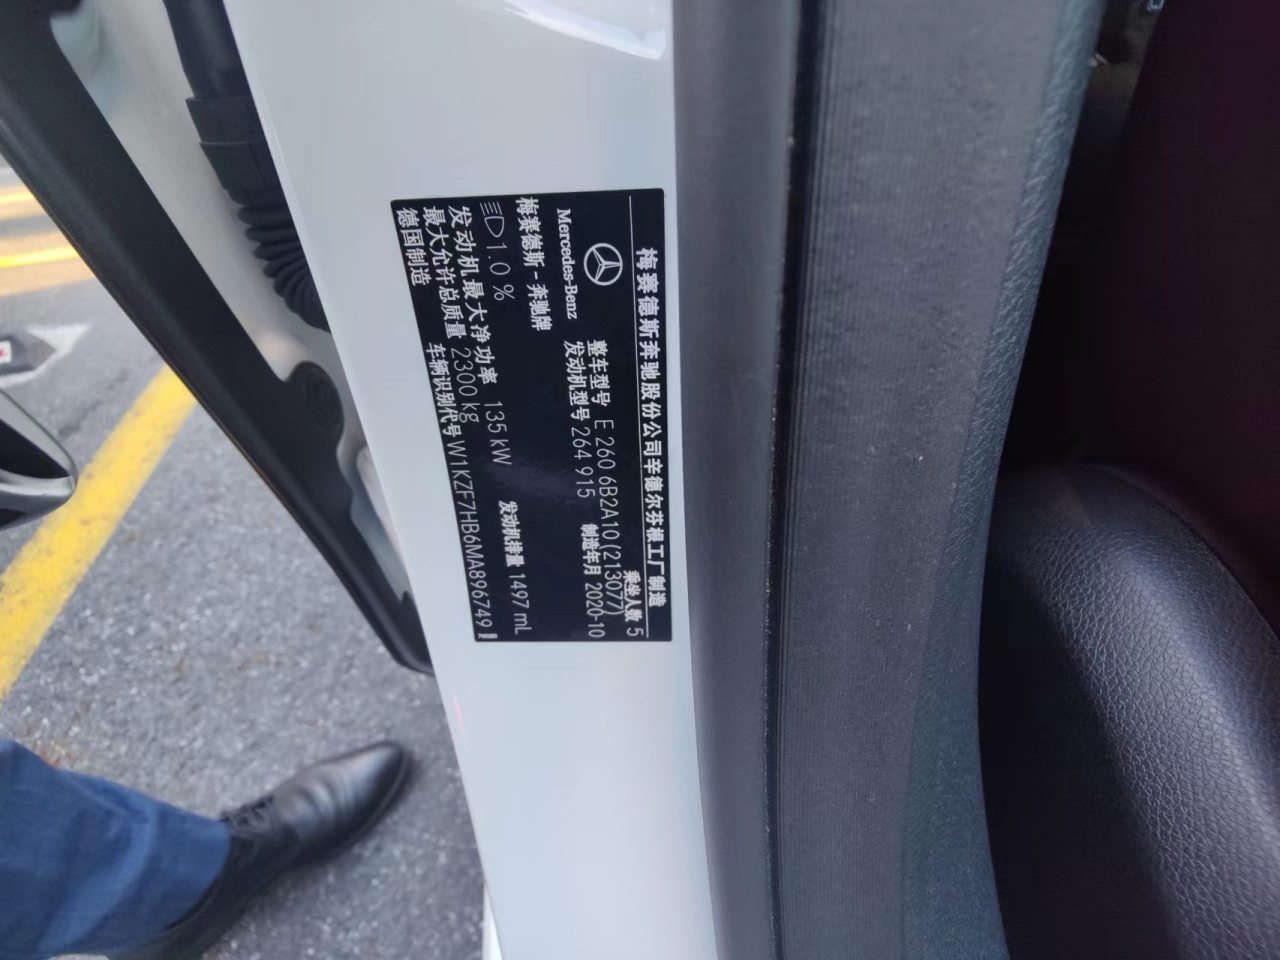 梅赛德斯奔驰股份公司辛德尔芬根工厂制造
乘坐人数 5
Mercedes-Benz
整车型号 E 260 6B2A10(213077)
发动机型号 264 915 制造年月 2020-10
梅赛德斯-奔驰牌
1.0 % 发动机排量 1497 mL
发动机最大净功率 135 kW
最大允许总质量 2300 kg
德国制造 车辆识别代号 W1KZF7HB6MA896749